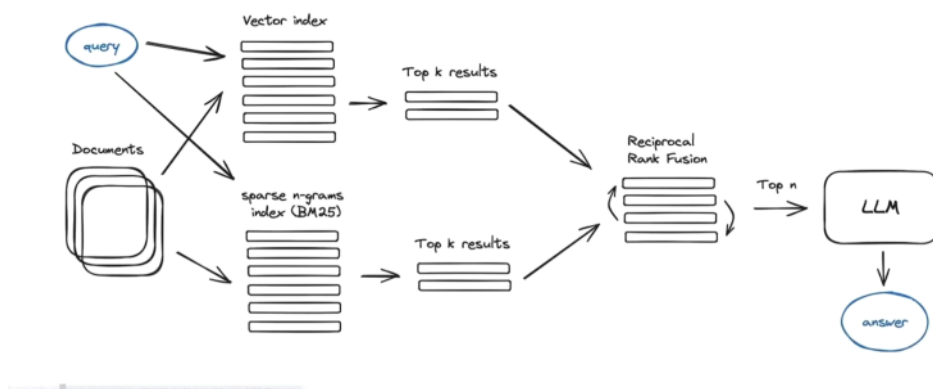 Vector index
query
Top k results
Documents
Reciprocal
Rank Fusion
Top n
LLM
sparse n-grams
index (BM25)
Top k results
answer